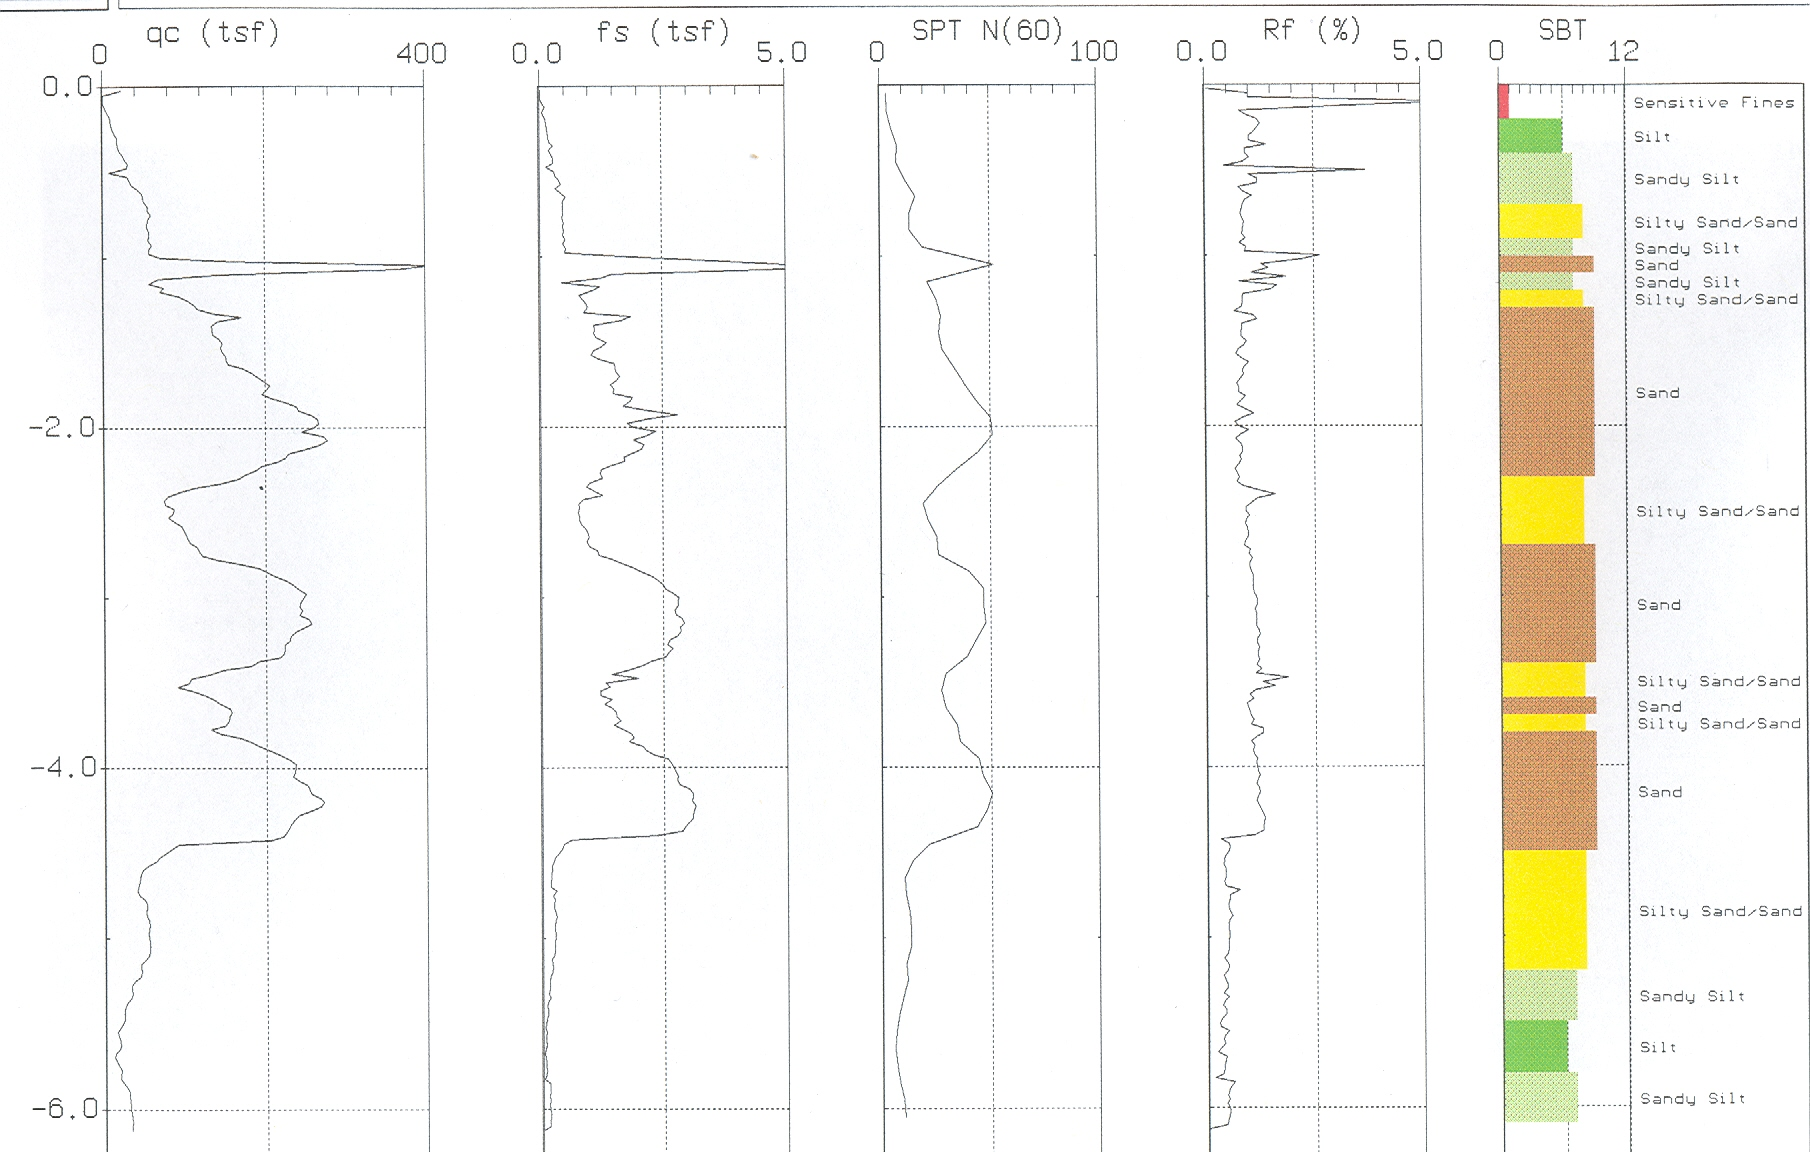 qc (tsf) fs (tsf) SPT N(60) Rf (%) SBT
0 400 0.0 5.0 0 100 0.0 5.0 0 12
0.0
Sensitive Fines
Silt
Sandy Silt
Silty Sand/Sand
Sandy Silt
Sand
Sandy Silt
Silty Sand/Sand
Sand
-2.0
Silty Sand/Sand
Sand
Silty Sand/Sand
Sand
Silty Sand/Sand
-4.0
Sand
Silty Sand/Sand
Sandy Silt
Silt
Sandy Silt
-6.0